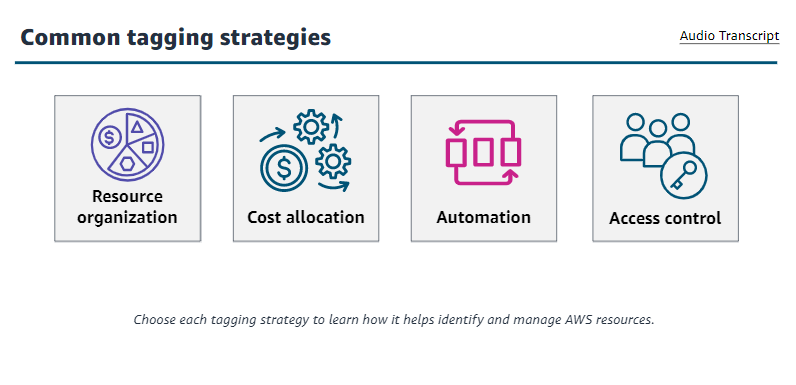 Common tagging strategies
Audio Transcript
$
Resource
organization
$
Cost allocation
Automation
Access control
Choose each tagging strategy to learn how it helps identify and manage AWS resources.